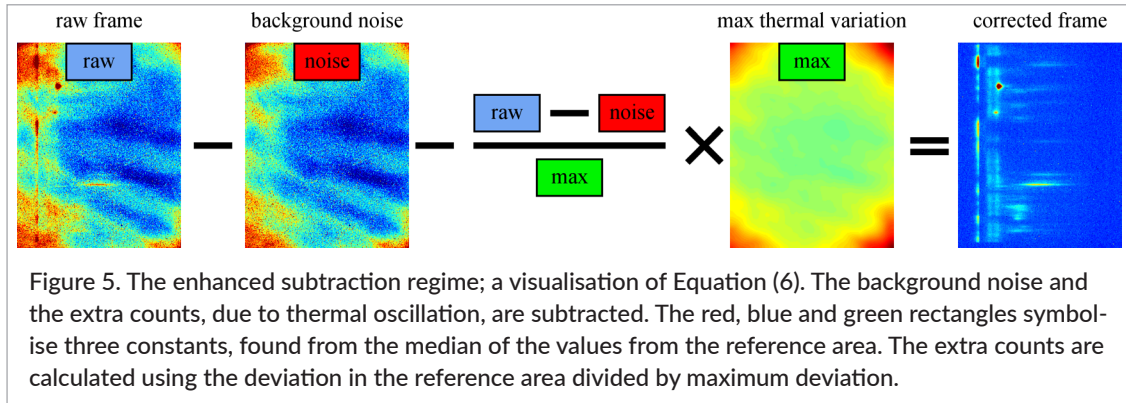 raw frame background noise max thermal variation corrected frame
raw noise max
raw noise
max
Figure 5. The enhanced subtraction regime; a visualisation of Equation (6). The background noise and
the extra counts, due to thermal oscillation, are subtracted. The red, blue and green rectangles symbol-
ise three constants, found from the median of the values from the reference area. The extra counts are
calculated using the deviation in the reference area divided by maximum deviation.